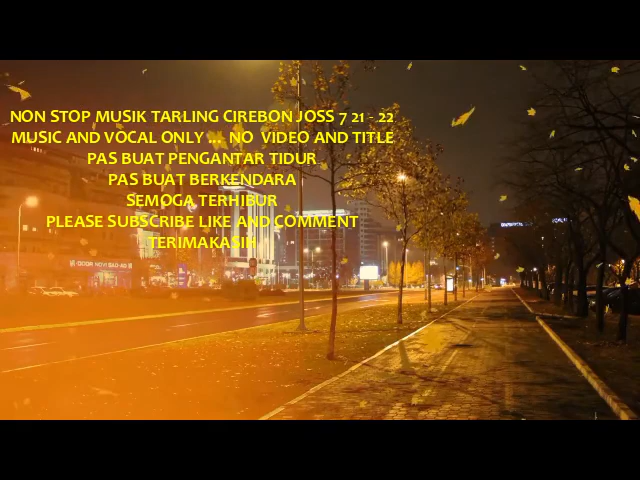 NON STOP MUSIK TARLING CIREBON JOSS 7 21 - 22
MUSIC AND VOCAL ONLY ... NO VIDEO AND TITLE
PAS BUAT PENGANTAR TIDUR
PAS BUAT BERKENDARA
SEMOGA TERHIBUR
PLEASE SUBSCRIBE LIKE AND COMMENT
TERIMAKASIH